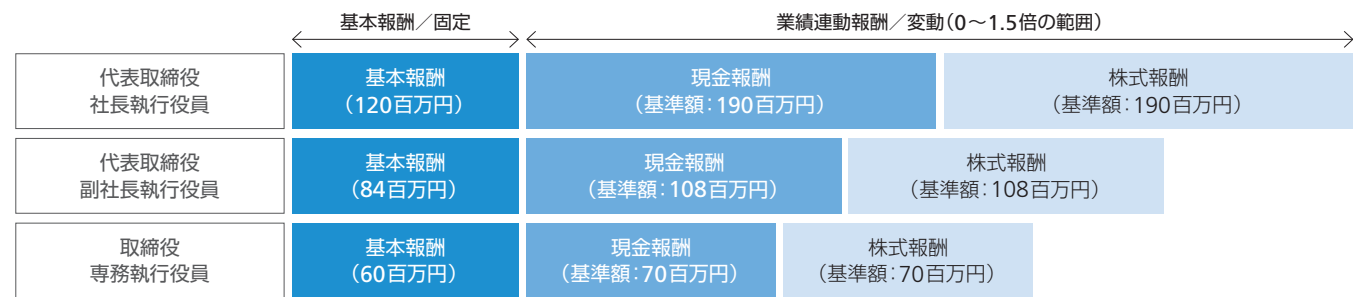 基本報酬／固定
業績連動報酬／変動（0～1.5倍の範囲）
代表取締役
社長執行役員
基本報酬
（120百万円）
現金報酬
（基準額：190百万円）
株式報酬
（基準額：190百万円）
代表取締役
副社長執行役員
基本報酬
（84百万円）
現金報酬
（基準額：108百万円）
株式報酬
（基準額：108百万円）
取締役
専務執行役員
基本報酬
（60百万円）
現金報酬
（基準額：70百万円）
株式報酬
（基準額：70百万円）